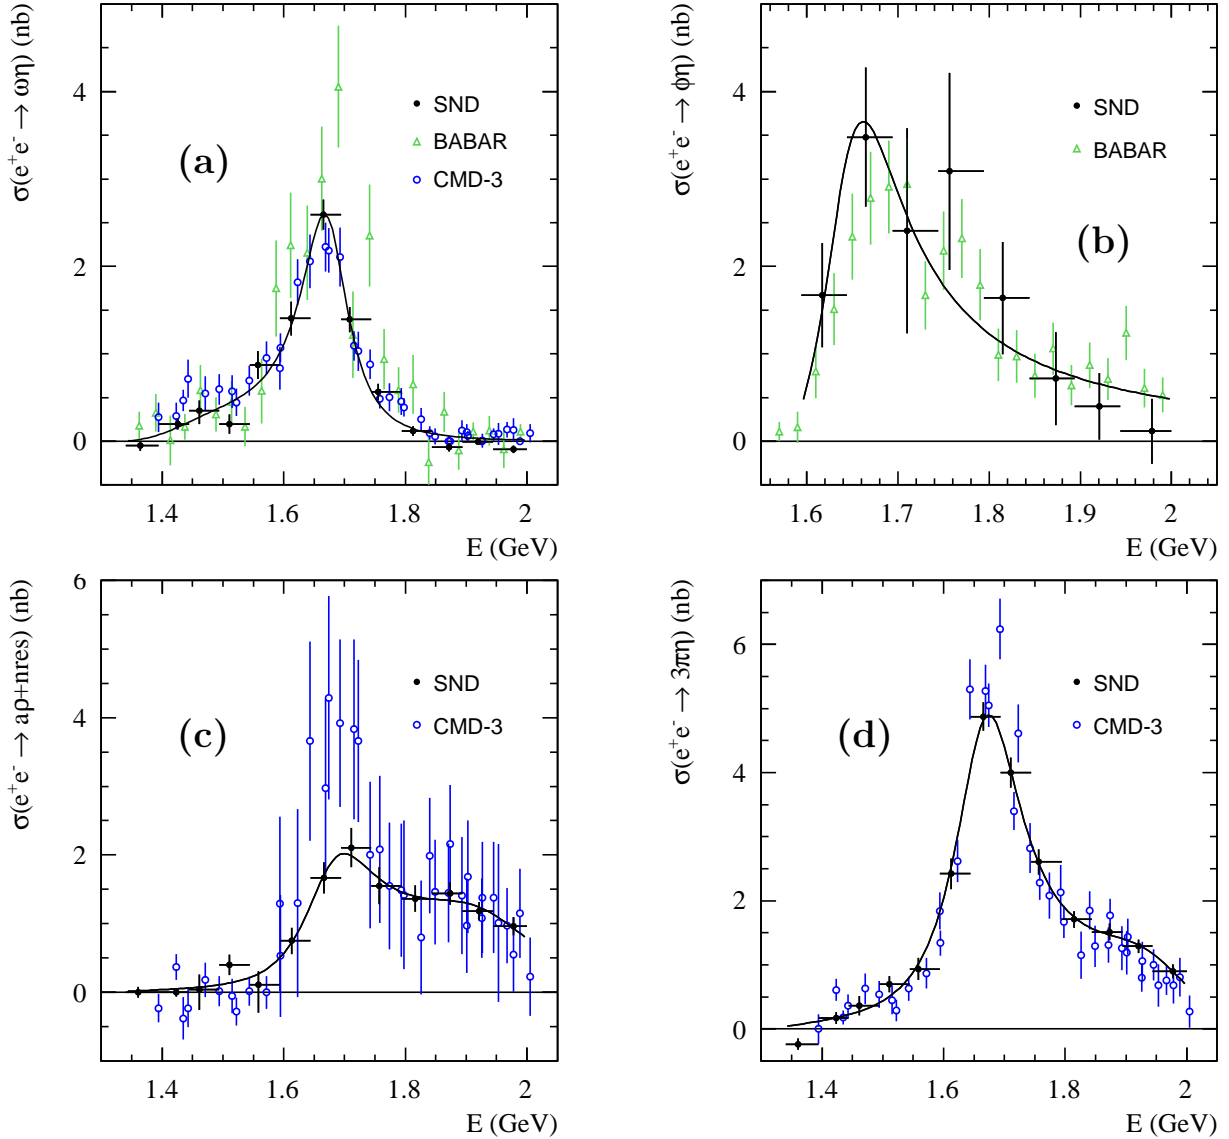 σ(e⁺e⁻ → ωη) (nb)
4
2
0
(a)
SND
BABAR
CMD-3
1.4 1.6 1.8 2
E (GeV)
σ(e⁺e⁻ → ϕη) (nb)
4
2
0
SND
BABAR
(b)
1.6 1.7 1.8 1.9 2
E (GeV)
σ(e⁺e⁻ → aρ+nres) (nb)
6
4
2
0
(c)
SND
CMD-3
1.4 1.6 1.8 2
E (GeV)
σ(e⁺e⁻ → 3πη) (nb)
6
4
2
0
(d)
SND
CMD-3
1.4 1.6 1.8 2
E (GeV)